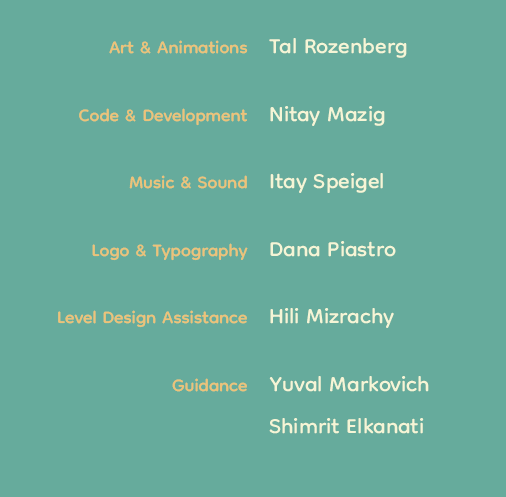 Art & Animations Tal Rozenberg
Code & Development Nitay Mazig
Music & Sound Itay Speigel
Logo & Typography Dana Piastro
Level Design Assistance Hili Mizrachy
Guidance Yuval Markovich
Shimrit Elkanati